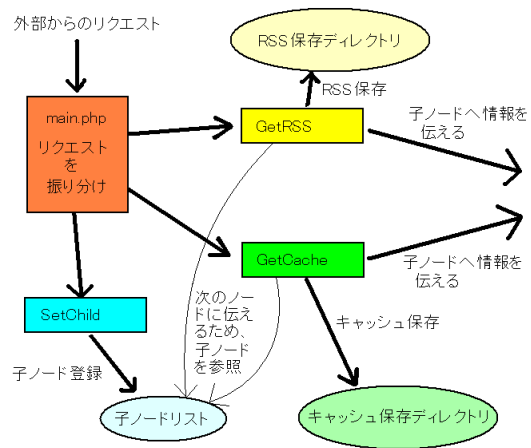 外部からのリクエスト
RSS保存ディレクトリ
RSS保存
main.php
リクエスト
を
振り分け
GetRSS
子ノードへ情報を
伝える
GetCache
子ノードへ情報を
伝える
SetChild
次のノー
ドに伝え
るため、
子ノード
を参照
キャッシュ保存
子ノード登録
子ノードリスト
キャッシュ保存ディレクトリ